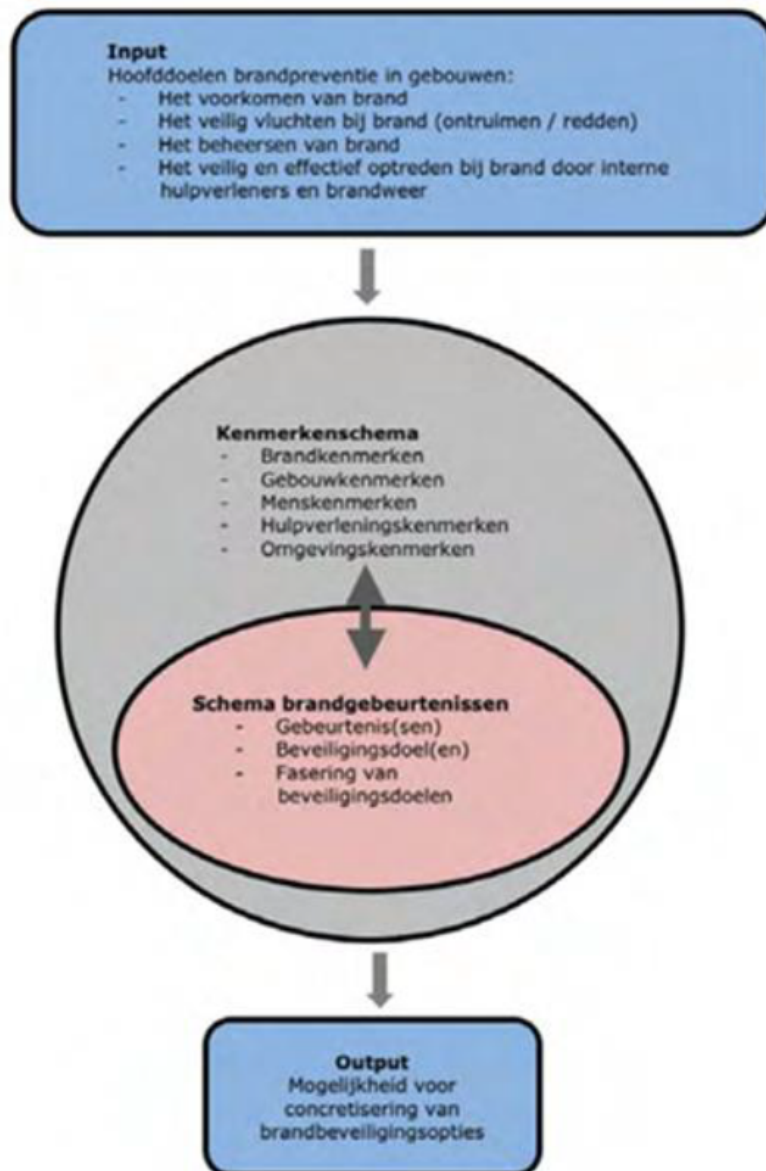 Input
Hoofddoelen brandpreventie in gebouwen:
- Het voorkomen van brand
- Het veilig vluchten bij brand (ontruimen / redden)
- Het beheersen van brand
- Het veilig en effectief optreden bij brand door interne
hulpverleners en brandweer
Kenmerkenschema
- Brandkenmerken
- Gebouwkenmerken
- Menskenmerken
- Hulpverleningskenmerken
- Omgevingskenmerken
Schema brandgebeurtenissen
- Gebeurtenis(sen)
- Beveiligingsdoel(en)
- Fasering van
beveiligingsdoelen
Output
Mogelijkheid voor
concretisering van
brandbeveiligingsopties